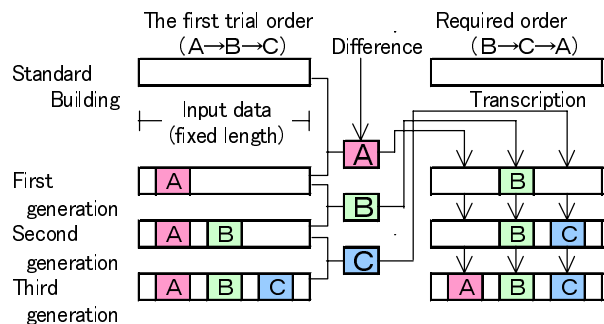 The first trial order
(A→B→C)
Difference
Required order
(B→C→A)
Standard
Building
Input data
(fixed length)
Transcription
A
First
generation
A
B
B
Second
generation
A B
B C
C
Third
generation
A B C
A B C